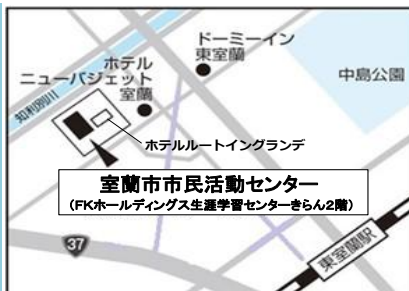 ドーミーイン
東室蘭
ホテル
ニューバジェット
室蘭
中島公園
知利別川
ホテルルートイングランデ
室蘭市市民活動センター
(FKホールディングス生涯学習センターきらん2階)
37
東室蘭駅